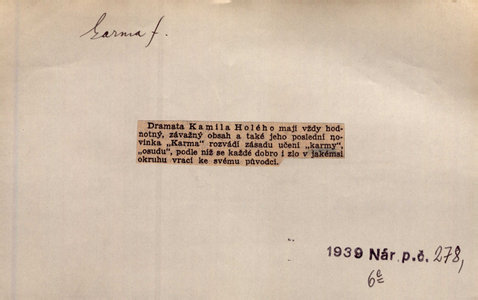 Karma f.
Dramata Kamila Holého mají vždy hod-
notný, závažný obsah a také jeho poslední no-
vinka „Karma“ rozvádí zásadu učení „karmy“,
„osudu“, podle níž se každé dobro i zlo v jakémsi
okruhu vrací ke svému původci.
1939 Nár p.č. 278,
6e